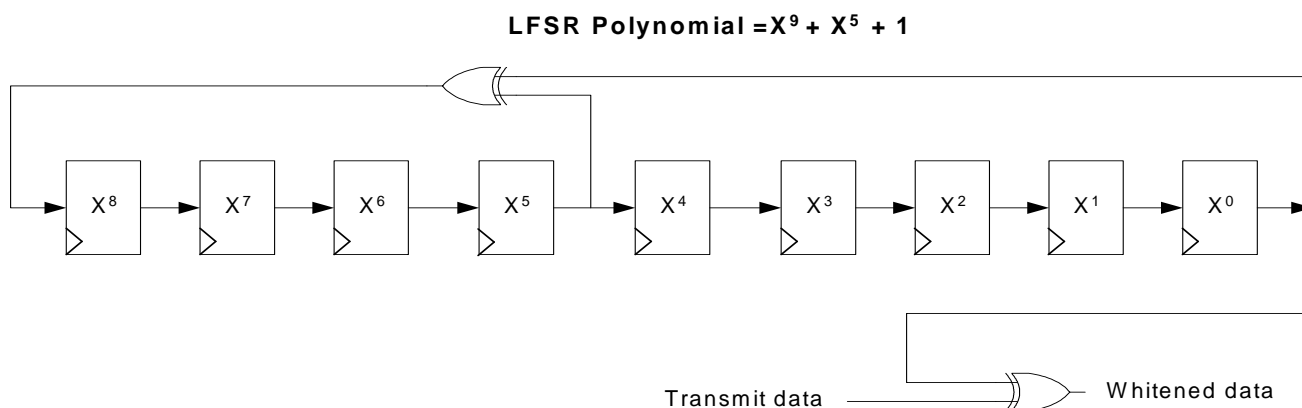 LFSR Polynomial =X⁹ + X⁵ + 1
X⁸ X⁷ X⁶ X⁵ X⁴ X³ X² X¹ X⁰
Transmit data
Whitened data